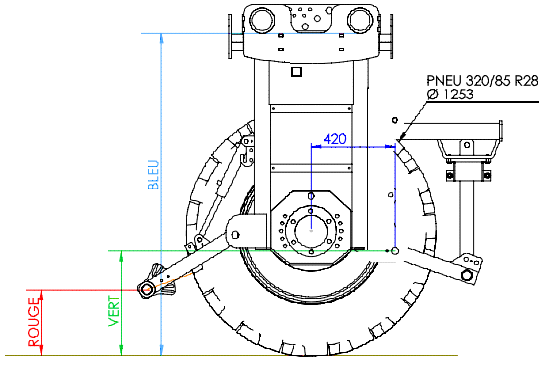 PNEU 320/85 R28
Ø 1253
420
BLEU
VERT
ROUGE